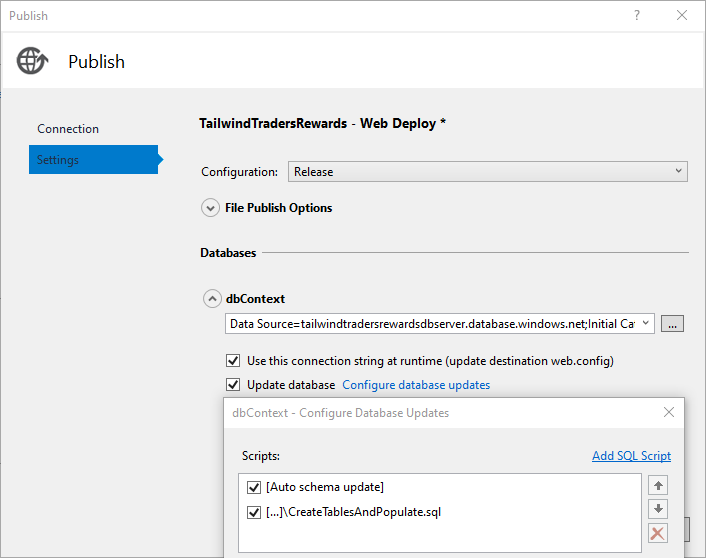 Publish
?
Publish
Connection
Settings
TailwindTradersRewards - Web Deploy *
Configuration: Release
File Publish Options
Databases
dbContext
Data Source=tailwindtradersrewardsdbserver.database.windows.net;Initial Ca
...
Use this connection string at runtime (update destination web.config)
Update database Configure database updates
dbContext - Configure Database Updates
Scripts: Add SQL Script
[Auto schema update]
[...]\CreateTablesAndPopulate.sql